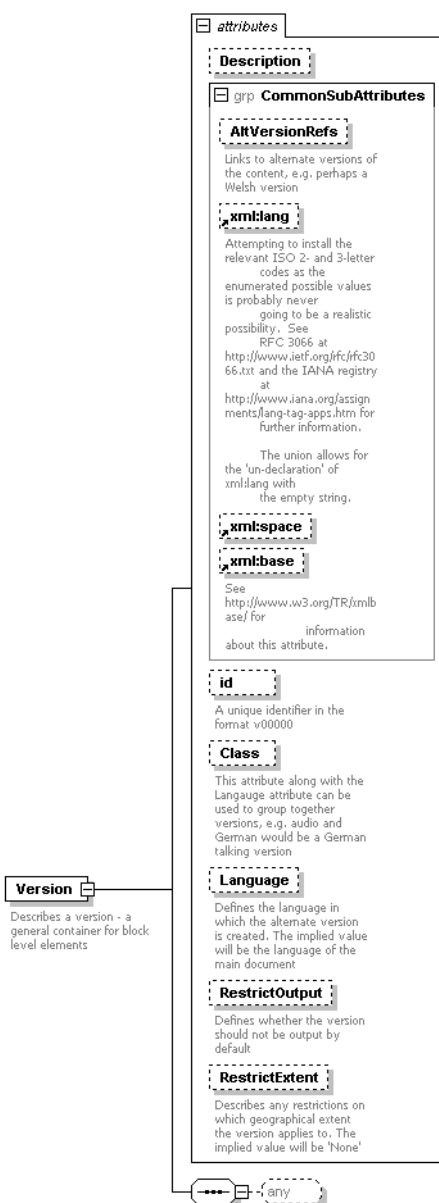 attributes
Description
grp CommonSubAttributes
AltVersionRefs
Links to alternate versions of
the content, e.g. perhaps a
Welsh version
xml:lang
Attempting to install the
relevant ISO 2- and 3-letter
codes as the
enumerated possible values
is probably never
going to be a realistic
possibility. See
RFC 3066 at
http://www.ietf.org/rfc/rfc30
66.txt and the IANA registry
at
http://www.iana.org/assign
ments/lang-tag-apps.htm for
further information.
The union allows for
the 'un-declaration' of
xml:lang with
the empty string.
xml:space
xml:base
See
http://www.w3.org/TR/xmlb
ase/ for
information
about this attribute.
id
A unique identifier in the
format v00000
Class
This attribute along with the
Langauge attribute can be
used to group together
versions, e.g. audio and
German would be a German
talking version
Version
Describes a version - a
general container for block
level elements
Language
Defines the language in
which the alternate version
is created. The implied value
will be the language of the
main document
RestrictOutput
Defines whether the version
should not be output by
default
RestrictExtent
Describes any restrictions on
which geographical extent
the version applies to. The
implied value will be 'None'
any